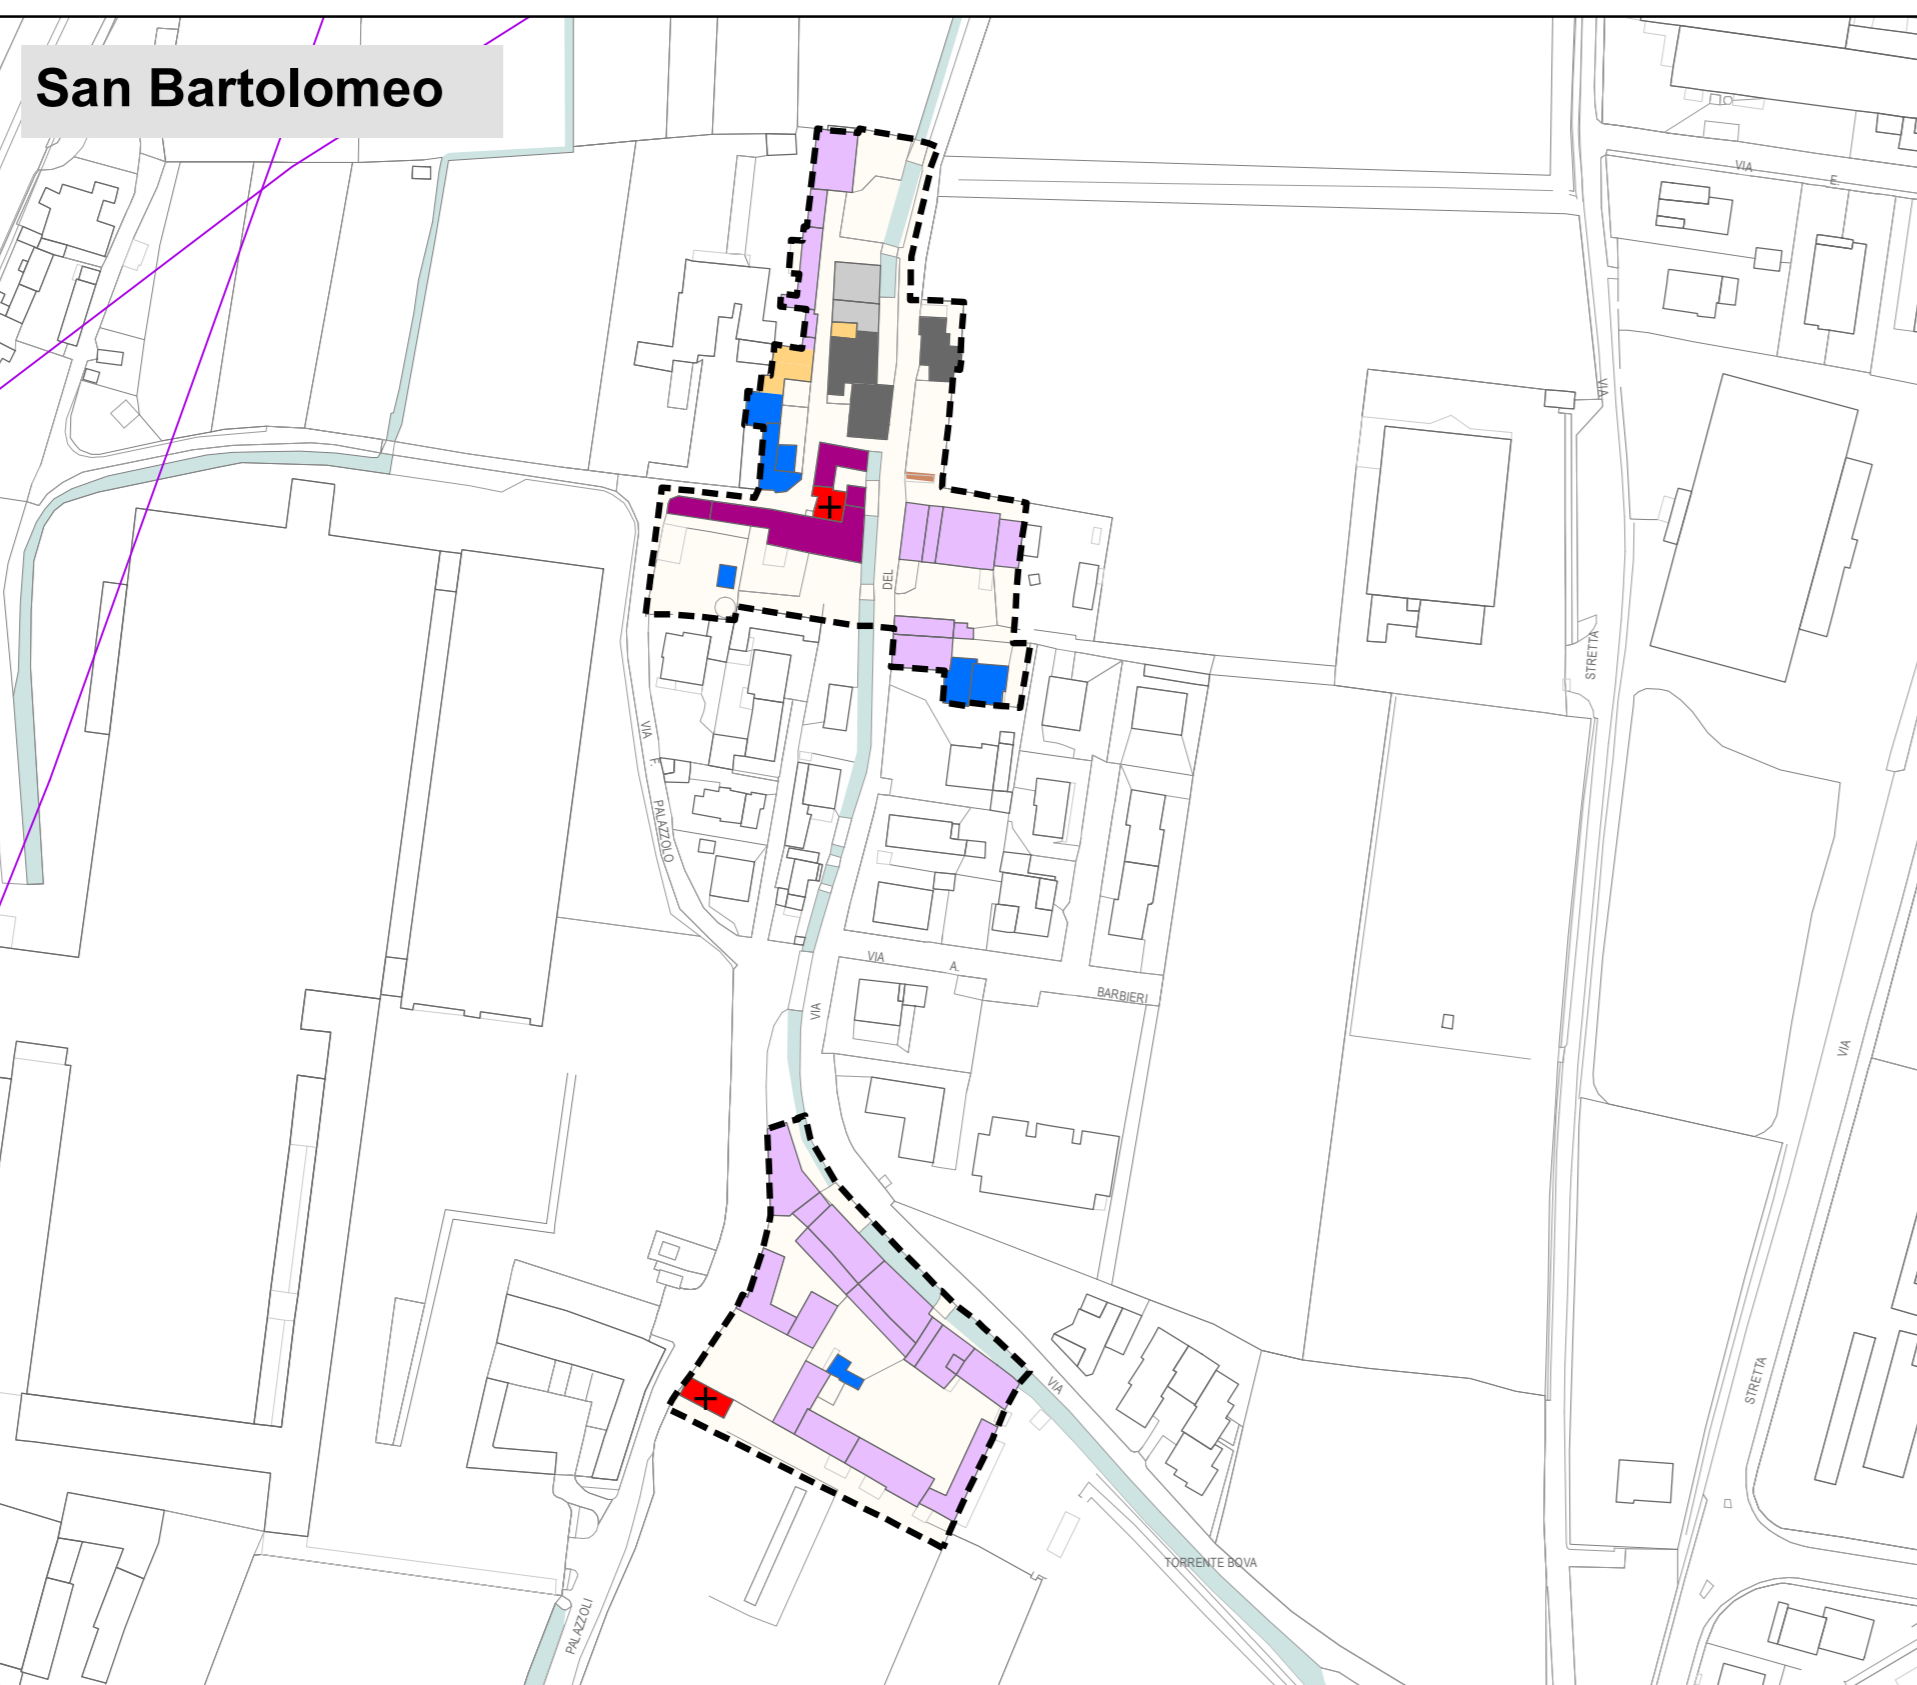 San Bartolomeo
VIA
E.
VIA
DEL
STRETTA
VIA
F.
PALAZZOLO
VIA
A.
BARBIERI
VIA
VIA
VIA
STRETTA
TORRENTE BOVA
PALAZZOLI